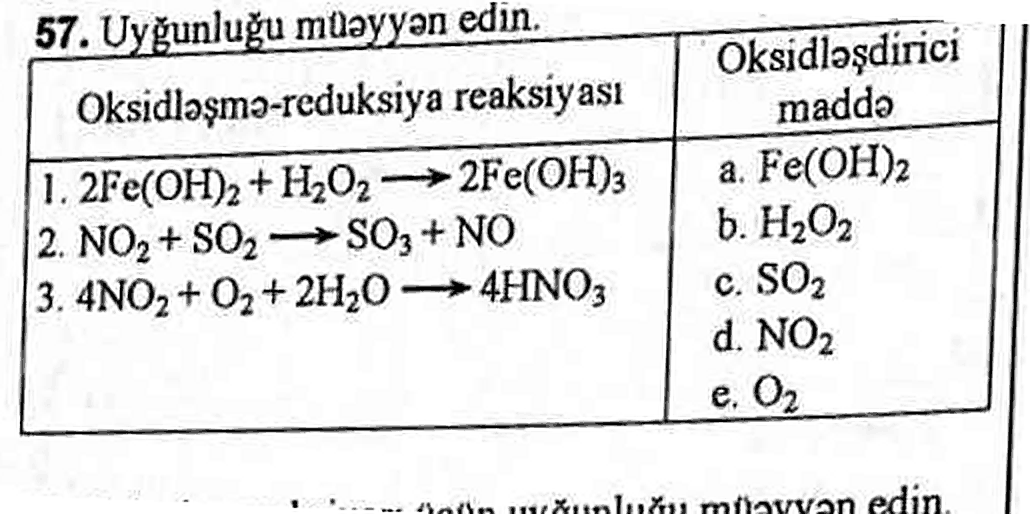 57. Uyğunluğu müəyyən edin.
Oksidləşmə-reduksiya reaksiyası
Oksidləşdirici
maddə
1. 2Fe(OH)₂ + H₂O₂ ⟶ 2Fe(OH)₃
2. NO₂ + SO₂ ⟶ SO₃ + NO
3. 4NO₂ + O₂ + 2H₂O ⟶ 4HNO₃
a. Fe(OH)₂
b. H₂O₂
c. SO₂
d. NO₂
e. O₂
uyğunluğu müəyyən edin.